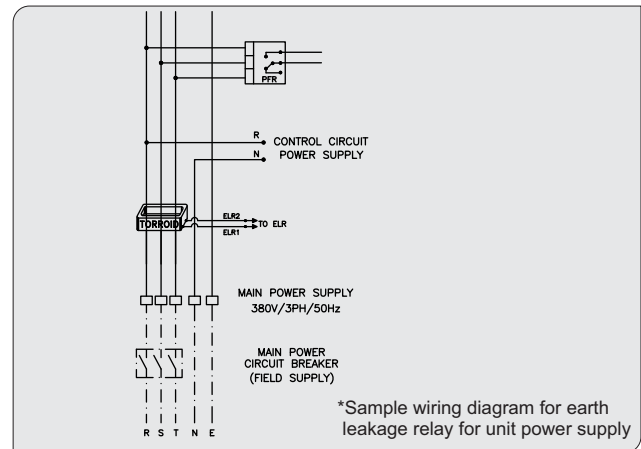 PFR
R CONTROL CIRCUIT
N POWER SUPPLY
ELR2
TORROID
TO ELR
ELR1
MAIN POWER SUPPLY
380V/3PH/50Hz
MAIN POWER
CIRCUIT BREAKER
(FIELD SUPPLY)
*Sample wiring diagram for earth
leakage relay for unit power supply
R S T N E